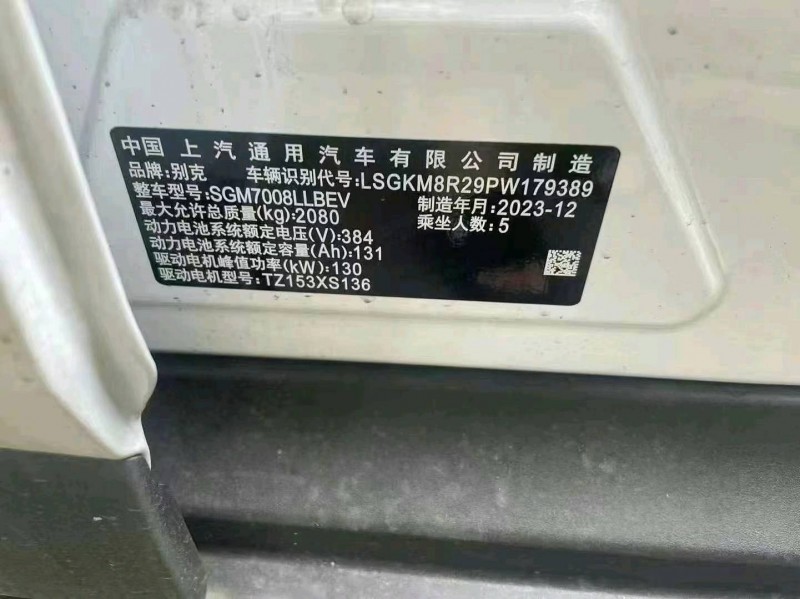 中国上汽通用汽车有限公司制造
品牌:别克 车辆识别代号:LSGKM8R29PW179389
整车型号:SGM7008LLBEV 制造年月:2023-12
最大允许总质量(kg):2080 乘坐人数:5
动力电池系统额定电压(V):384
动力电池系统额定容量(Ah):131
驱动电机峰值功率(kW):130
驱动电机型号:TZ153XS136